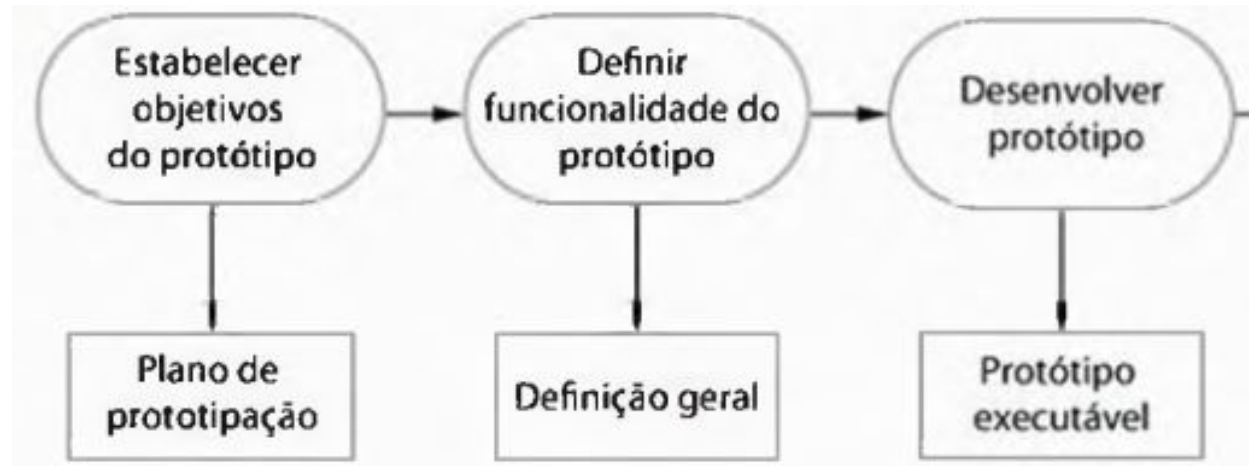 Estabelecer
objetivos
do protótipo
Definir
funcionalidade do
protótipo
Desenvolver
protótipo
Plano de
prototipação
Definição geral
Protótipo
executável